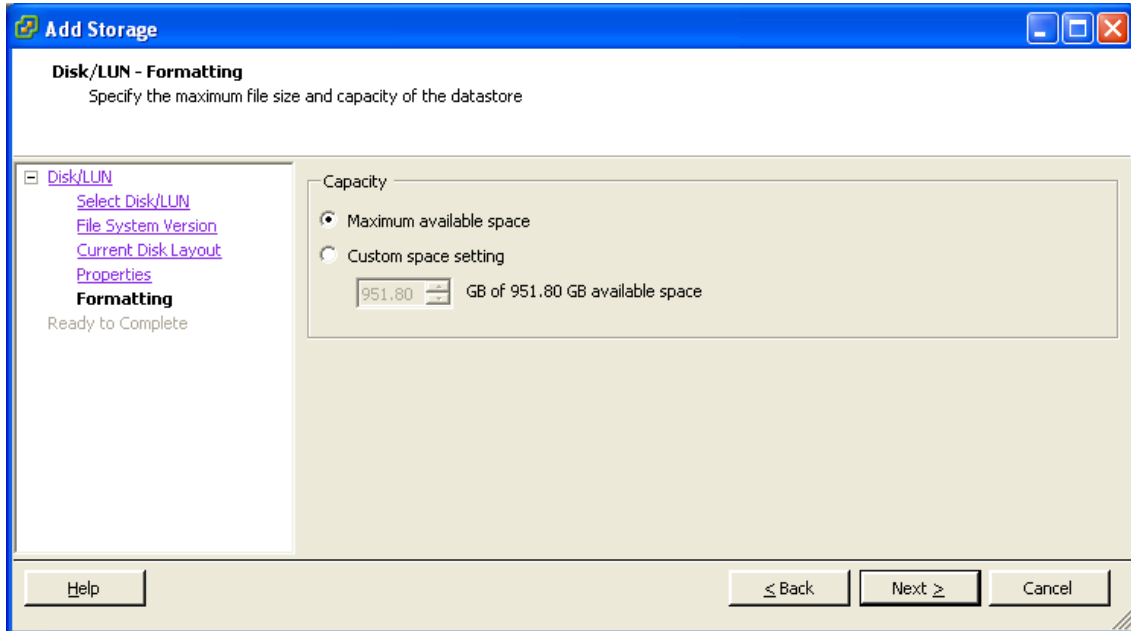 Add Storage
Disk/LUN - Formatting
Specify the maximum file size and capacity of the datastore
Disk/LUN
Select Disk/LUN
File System Version
Current Disk Layout
Properties
Formatting
Ready to Complete
Capacity
Maximum available space
Custom space setting
951.80 GB of 951.80 GB available space
Help
< Back
Next >
Cancel